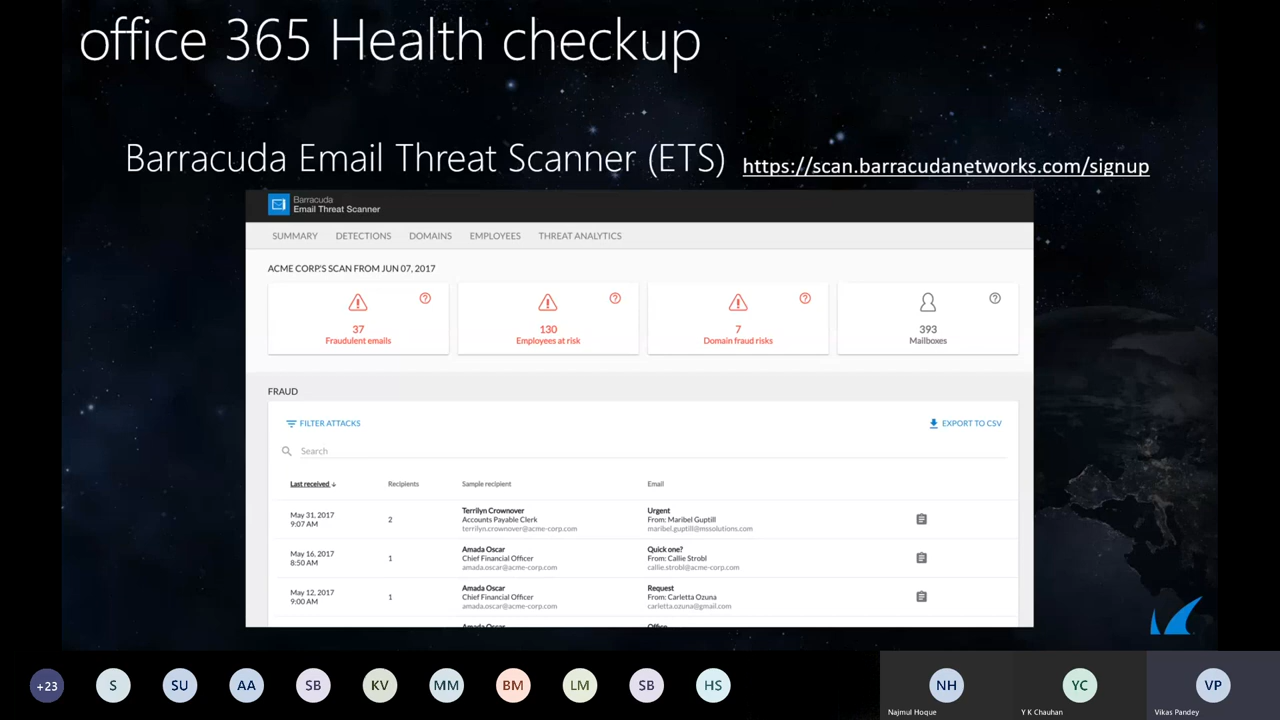 office 365 Health checkup
Barracuda Email Threat Scanner (ETS) https://scan.barracudanetworks.com/signup
Barracuda
Email Threat Scanner
SUMMARY DETECTIONS DOMAINS EMPLOYEES THREAT ANALYTICS
ACME CORP'S SCAN FROM JUN 07, 2017
37 130 7 393
Fraudulent emails Employees at risk Domain fraud risks Mailboxes
FRAUD
FILTER ATTACKS EXPORT TO CSV
Search
Last received Recipients Sample recipient Email
May 31, 2017
9:07 AM
2
Terrilyn Crownover
Accounts Payable Clerk
terrilyn.crownover@acme-corp.com
Urgent
From: Maribel Guptill
maribel.guptill@mssolutions.com
May 16, 2017
8:50 AM
1
Amada Oscar
Chief Financial Officer
amada.oscar@acme-corp.com
Quick one?
From: Callie Strobl
callie.strobl@acme-corp.com
May 12, 2017
9:00 AM
1
Amada Oscar
Chief Financial Officer
amada.oscar@acme-corp.com
Request
From: Carletta Ozuna
carletta.ozuna@gmail.com
Amada Oscar Office
+23 S SU AA SB KV MM BM LM SB HS NH YC VP
Najmul Hoque Y K Chauhan Vikas Pandey